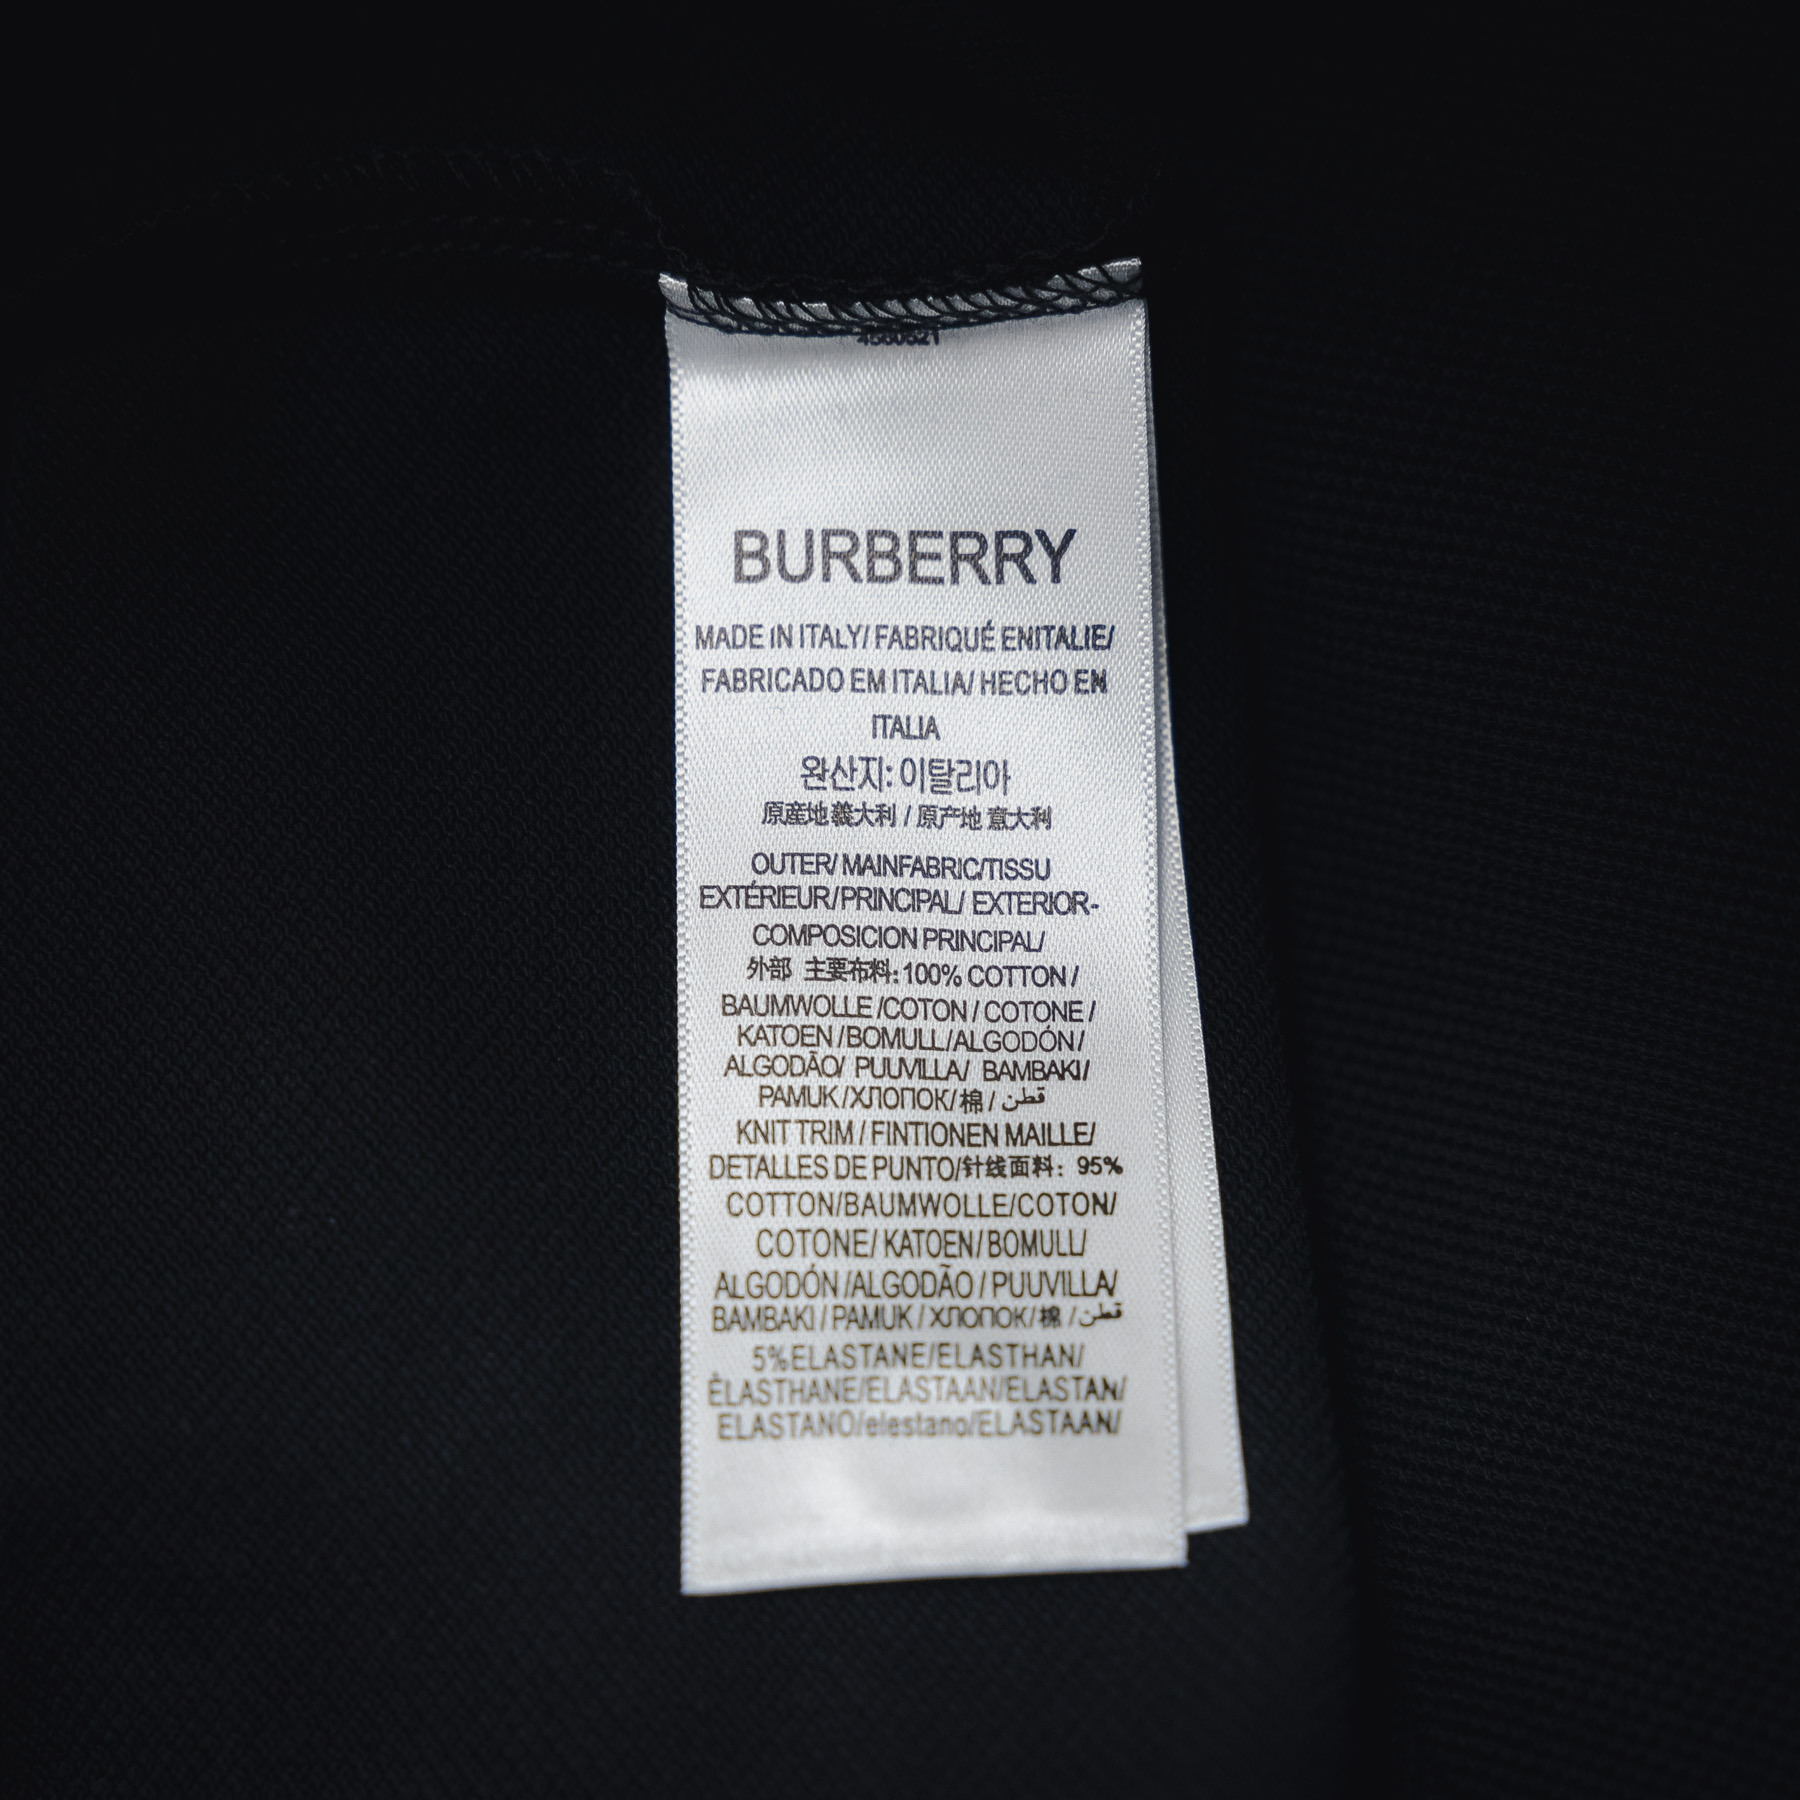 4560521
BURBERRY
MADE IN ITALY/ FABRIQUÉ ENITALIE/
FABRICADO EM ITALIA/ HECHO EN
ITALIA
완산지: 이탈리아
原産地義大利 / 原产地 意大利
OUTER/ MAINFABRIC/TISSU
EXTÉRIEUR/PRINCIPAL/ EXTERIOR-
COMPOSICION PRINCIPAL/
外部 主要布料: 100% COTTON /
BAUMWOLLE /COTON / COTONE /
KATOEN /BOMULL/ALGODÓN/
ALGODÃO/ PUUVILLA/ BAMBAKI/
PAMUK /ХЛОПОК/棉 / قطن
KNIT TRIM / FINTIONEN MAILLE/
DETALLES DE PUNTO/针线面料: 95%
COTTON/BAUMWOLLE/COTON/
COTONE/ KATOEN/ BOMULL/
ALGODÓN /ALGODÃO / PUUVILLA/
BAMBAKI / PAMUK / ХЛОПОК/棉 / قطن
5%ELASTANE/ELASTHAN/
ÉLASTHANE/ELASTAAN/ELASTAN/
ELASTANO/elestano/ELASTAAN/